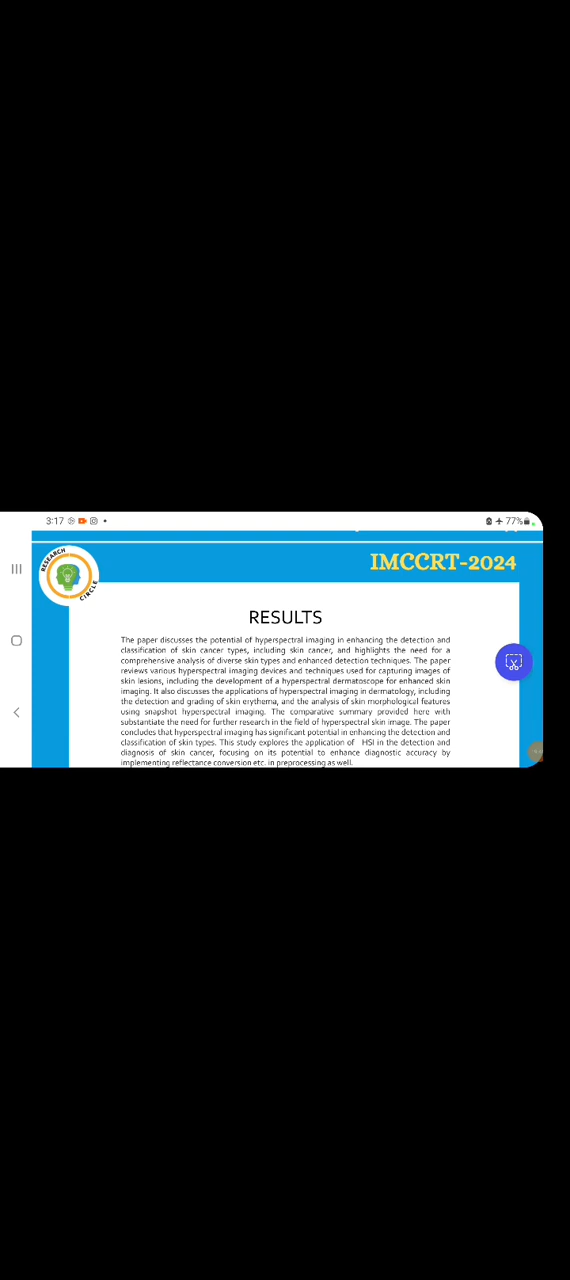 3:17
77%
RESEARCH
CIRCLE
IMCCRT-2024
RESULTS
The paper discusses the potential of hyperspectral imaging in enhancing the detection and
classification of skin cancer types, including skin cancer, and highlights the need for a
comprehensive analysis of diverse skin types and enhanced detection techniques. The paper
reviews various hyperspectral imaging devices and techniques used for capturing images of
skin lesions, including the development of a hyperspectral dermatoscope for enhanced skin
imaging. It also discusses the applications of hyperspectral imaging in dermatology, including
the detection and grading of skin erythema, and the analysis of skin morphological features
using snapshot hyperspectral imaging. The comparative summary provided here with
substantiate the need for further research in the field of hyperspectral skin image. The paper
concludes that hyperspectral imaging has significant potential in enhancing the detection and
classification of skin types. This study explores the application of HSI in the detection and
diagnosis of skin cancer, focusing on its potential to enhance diagnostic accuracy by
implementing reflectance conversion etc. in preprocessing as well.